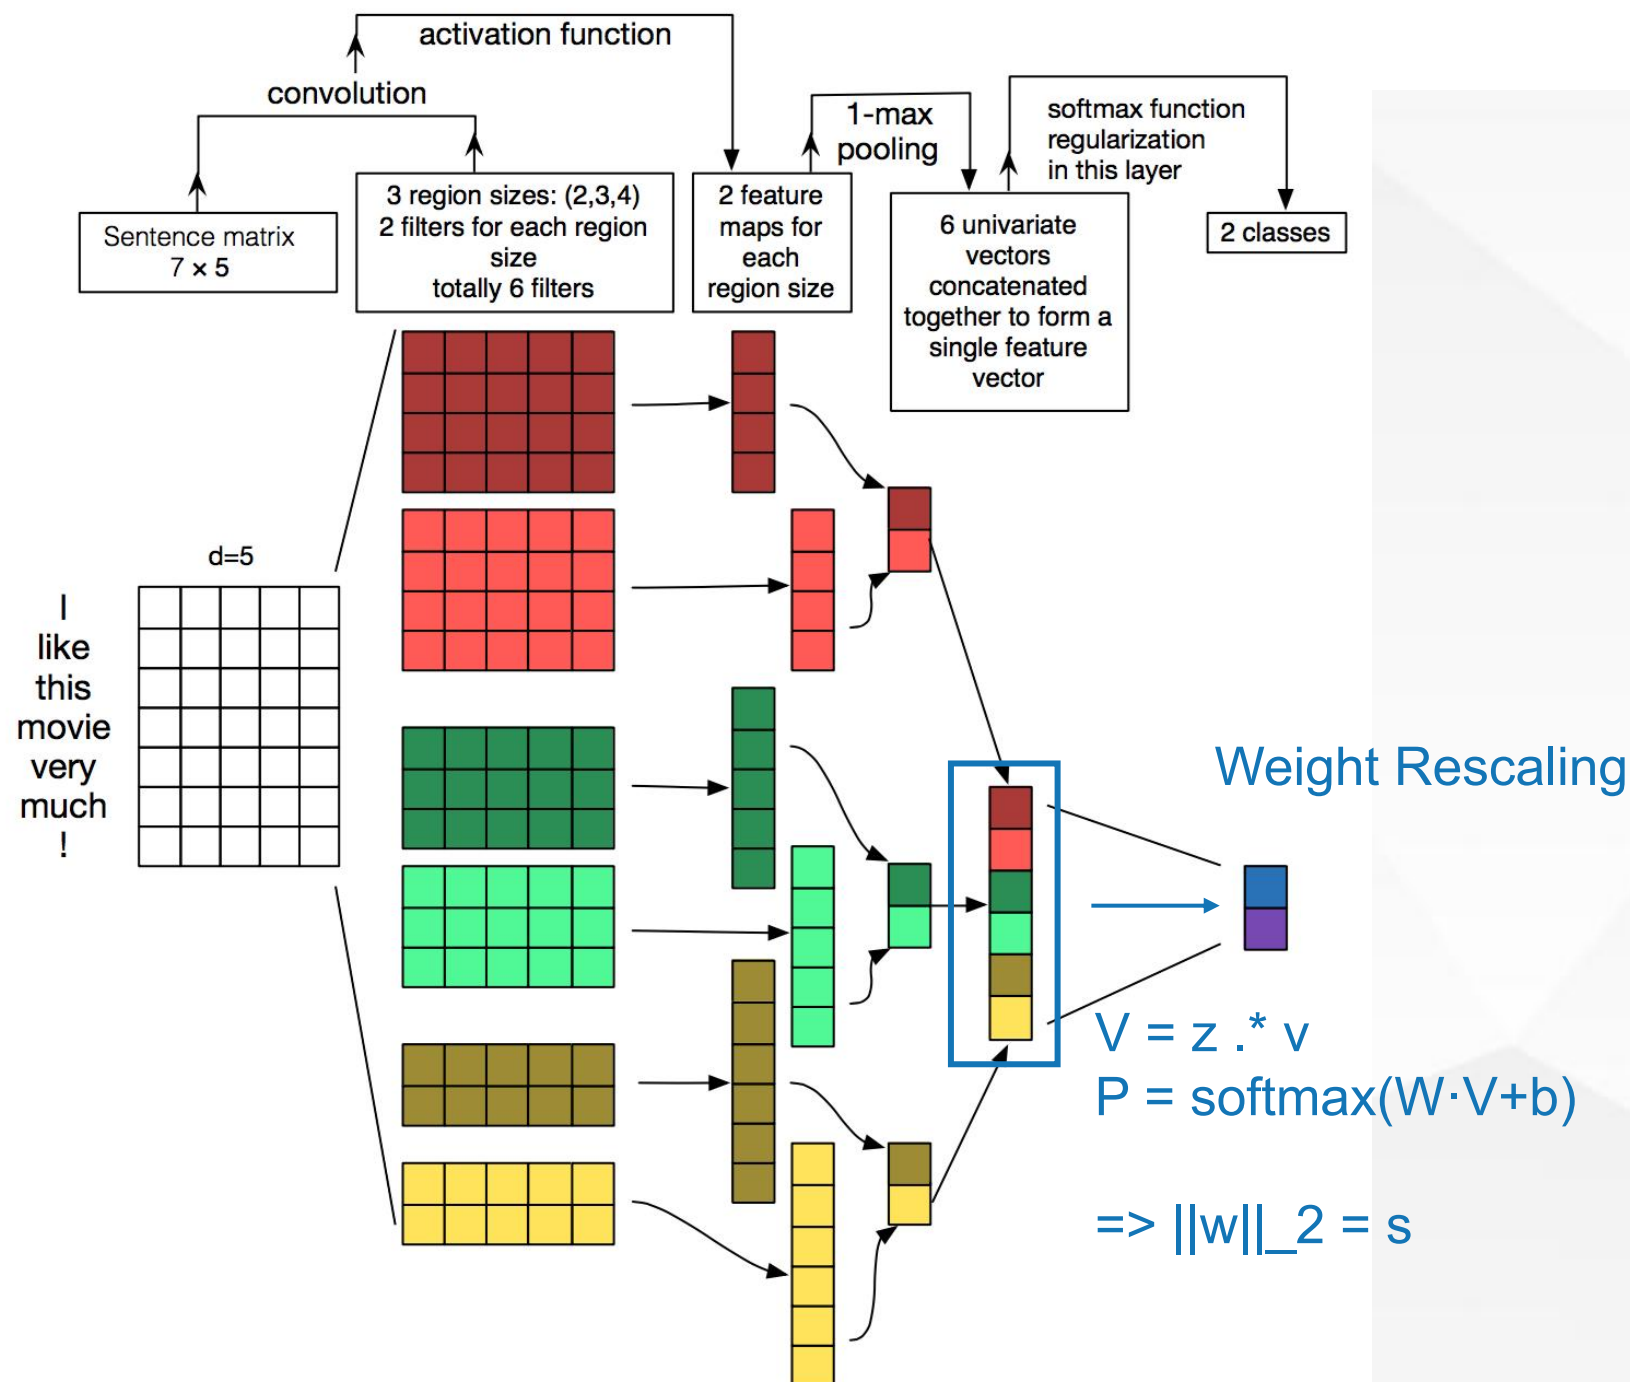 activation function
convolution
1-max
pooling
softmax function
regularization
in this layer
Sentence matrix
7 × 5
3 region sizes: (2,3,4)
2 filters for each region
size
totally 6 filters
2 feature
maps for
each
region size
6 univariate
vectors
concatenated
together to form a
single feature
vector
2 classes
d=5
I
like
this
movie
very
much
!
Weight Rescaling
V = z .* v
P = softmax(W·V+b)
=> ||w||_2 = s